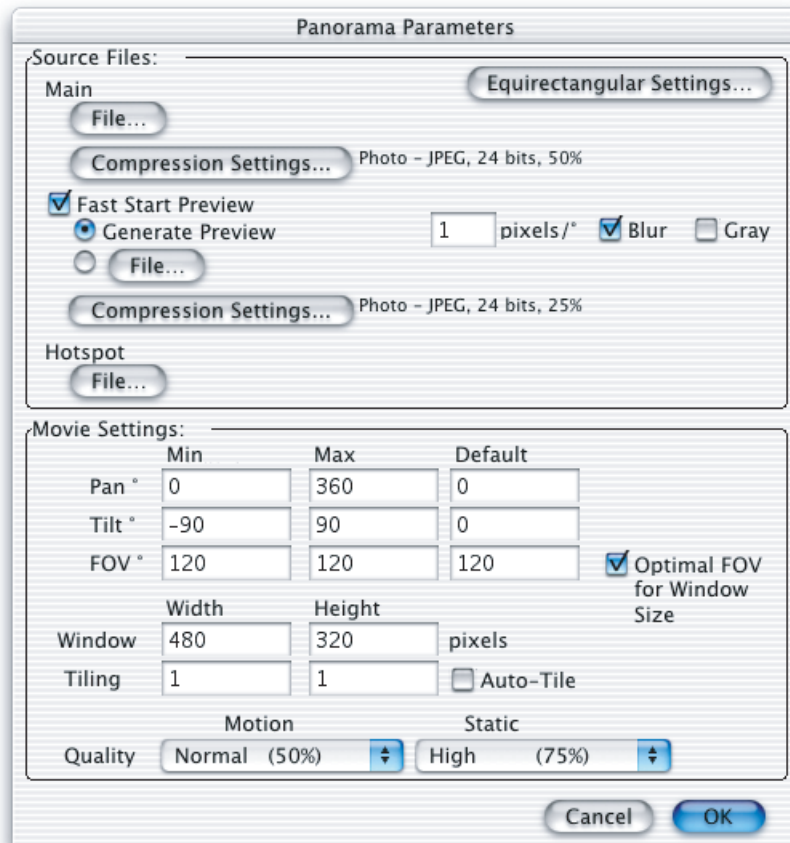 Panorama Parameters
Source Files:
Main
Equirectangular Settings...
File...
Compression Settings... Photo – JPEG, 24 bits, 50%
Fast Start Preview
Generate Preview 1 pixels/° Blur Gray
File...
Compression Settings... Photo – JPEG, 24 bits, 25%
Hotspot
File...
Movie Settings:
Min Max Default
Pan ° 0 360 0
Tilt ° –90 90 0
FOV ° 120 120 120
Optimal FOV
for Window
Size
Width Height
Window 480 320 pixels
Tiling 1 1 Auto–Tile
Motion Static
Quality Normal (50%) High (75%)
Cancel OK